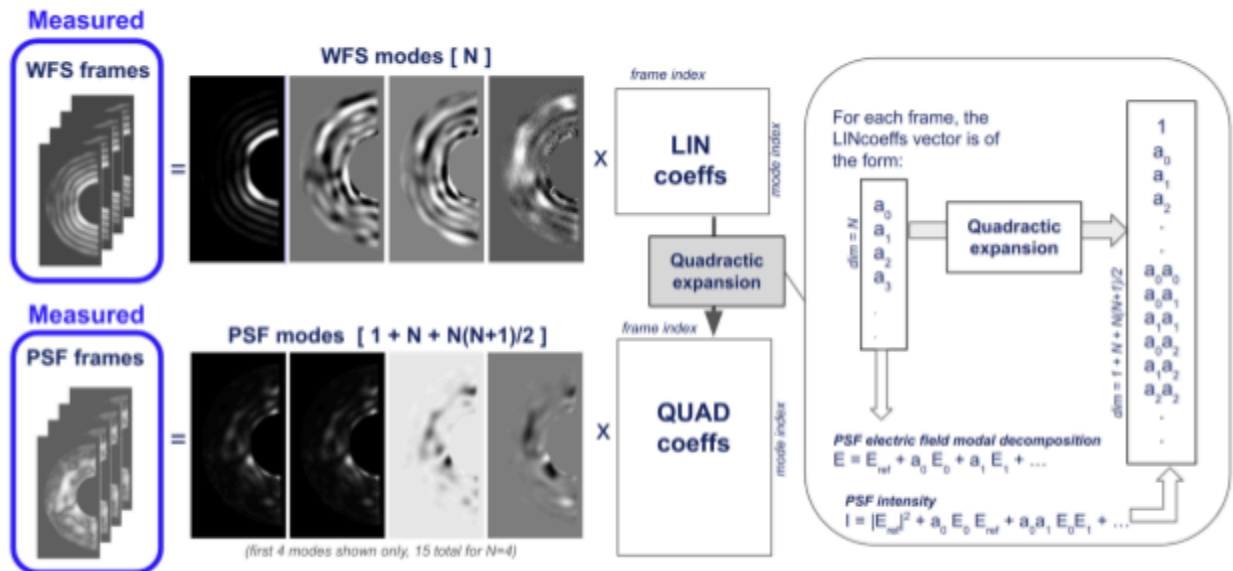 Measured
WFS frames
=
WFS modes [ N ]
X
frame index
LIN
coeffs
mode index
Quadractic
expansion
Measured
PSF frames
=
PSF modes [ 1 + N + N(N+1)/2 ]
(first 4 modes shown only, 15 total for N=4)
X
frame index
QUAD
coeffs
mode index
For each frame, the
LINcoeffs vector is of
the form:
dim = N
a₀
a₁
a₂
a₃
.
.
Quadractic
expansion
dim = 1 + N + N(N+1)/2
1
a₀
a₁
a₂
.
.
a₀a₀
a₀a₁
a₁a₁
a₀a₂
a₁a₂
a₂a₂
.
.
PSF electric field modal decomposition
E = E_ref + a₀ E₀ + a₁ E₁ + ...
PSF intensity
I = |E_ref|² + a₀ E₀ E_ref + a₀a₁ E₀E₁ + ...